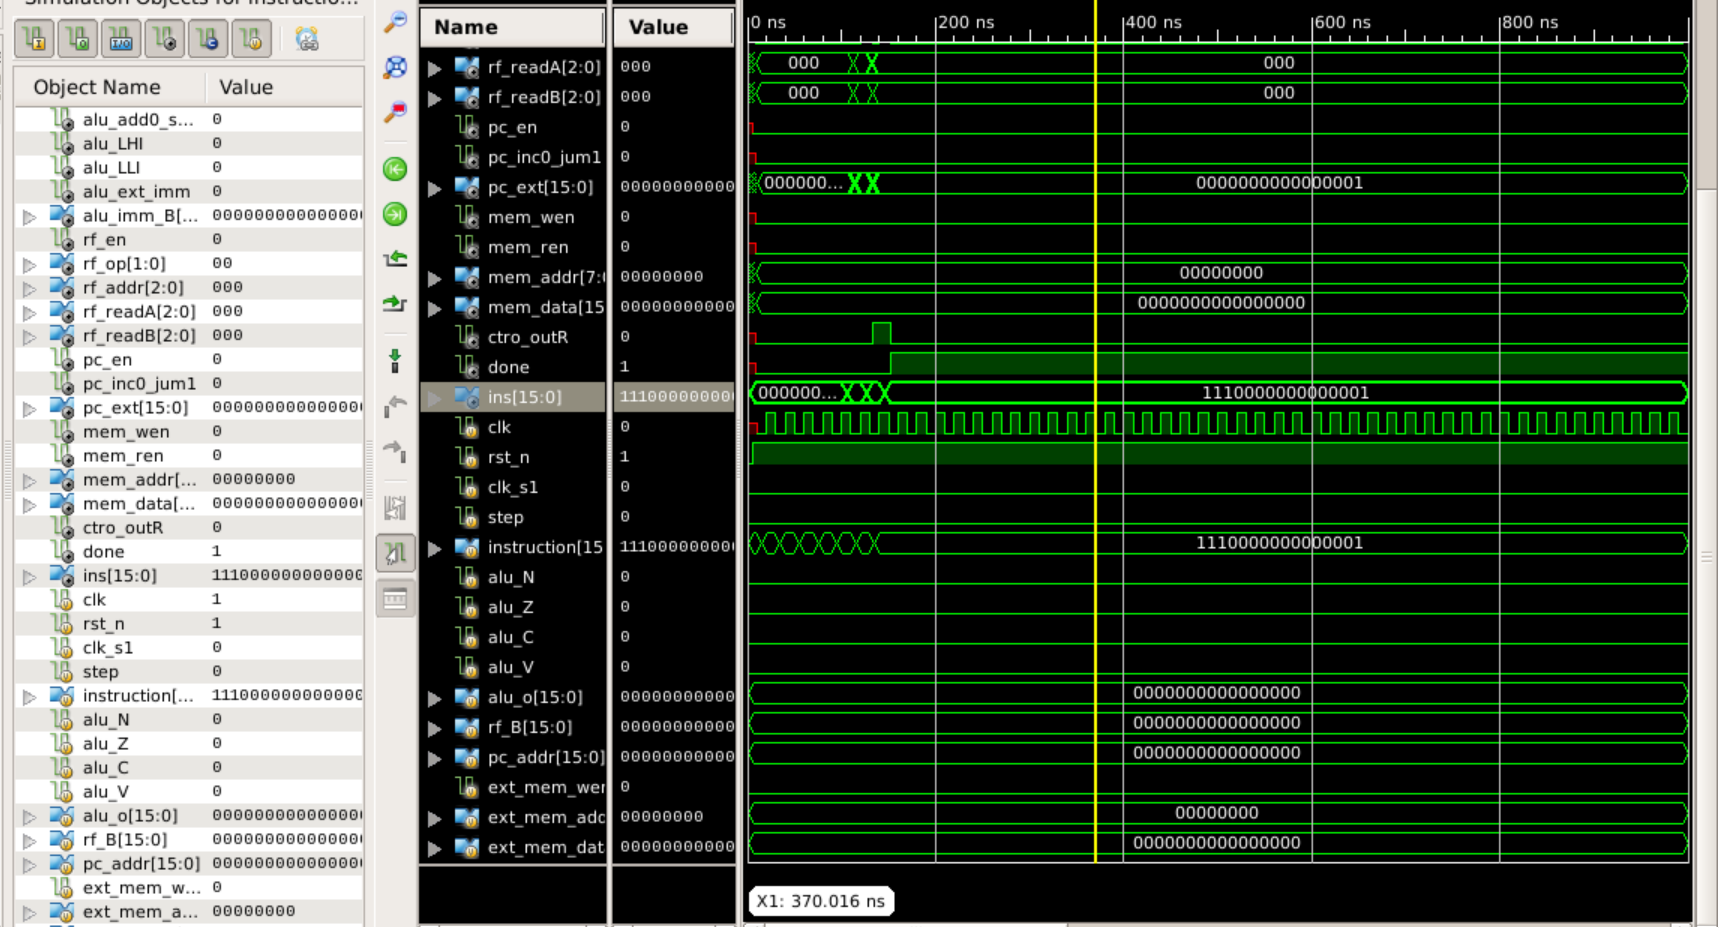 Simulation Objects for instructio...
Object Name Value
alu_add0_s... 0
alu_LHI 0
alu_LLI 0
alu_ext_imm 0
alu_imm_B[... 000000000000000
rf_en 0
rf_op[1:0] 00
rf_addr[2:0] 000
rf_readA[2:0] 000
rf_readB[2:0] 000
pc_en 0
pc_inc0_jum1 0
pc_ext[15:0] 000000000000000
mem_wen 0
mem_ren 0
mem_addr[... 00000000
mem_data[... 000000000000000
ctro_outR 0
done 1
ins[15:0] 111000000000000
clk 1
rst_n 1
clk_s1 0
step 0
instruction[... 111000000000000
alu_N 0
alu_Z 0
alu_C 0
alu_V 0
alu_o[15:0] 000000000000000
rf_B[15:0] 000000000000000
pc_addr[15:0] 000000000000000
ext_mem_w... 0
ext_mem_a... 00000000
Name Value 0 ns 200 ns 400 ns 600 ns 800 ns
rf_readA[2:0] 000 000 000
rf_readB[2:0] 000 000 000
pc_en 0
pc_inc0_jum1 0
pc_ext[15:0] 00000000000 000000... 0000000000000001
mem_wen 0
mem_ren 0
mem_addr[7:0 00000000 00000000
mem_data[15 00000000000 0000000000000000
ctro_outR 0
done 1
ins[15:0] 11100000000 000000... 1110000000000001
clk 0
rst_n 1
clk_s1 0
step 0
instruction[15 11100000000 1110000000000001
alu_N 0
alu_Z 0
alu_C 0
alu_V 0
alu_o[15:0] 00000000000 0000000000000000
rf_B[15:0] 00000000000 0000000000000000
pc_addr[15:0] 00000000000 0000000000000000
ext_mem_wer 0
ext_mem_adc 00000000 00000000
ext_mem_dat 00000000000 0000000000000000
X1: 370.016 ns